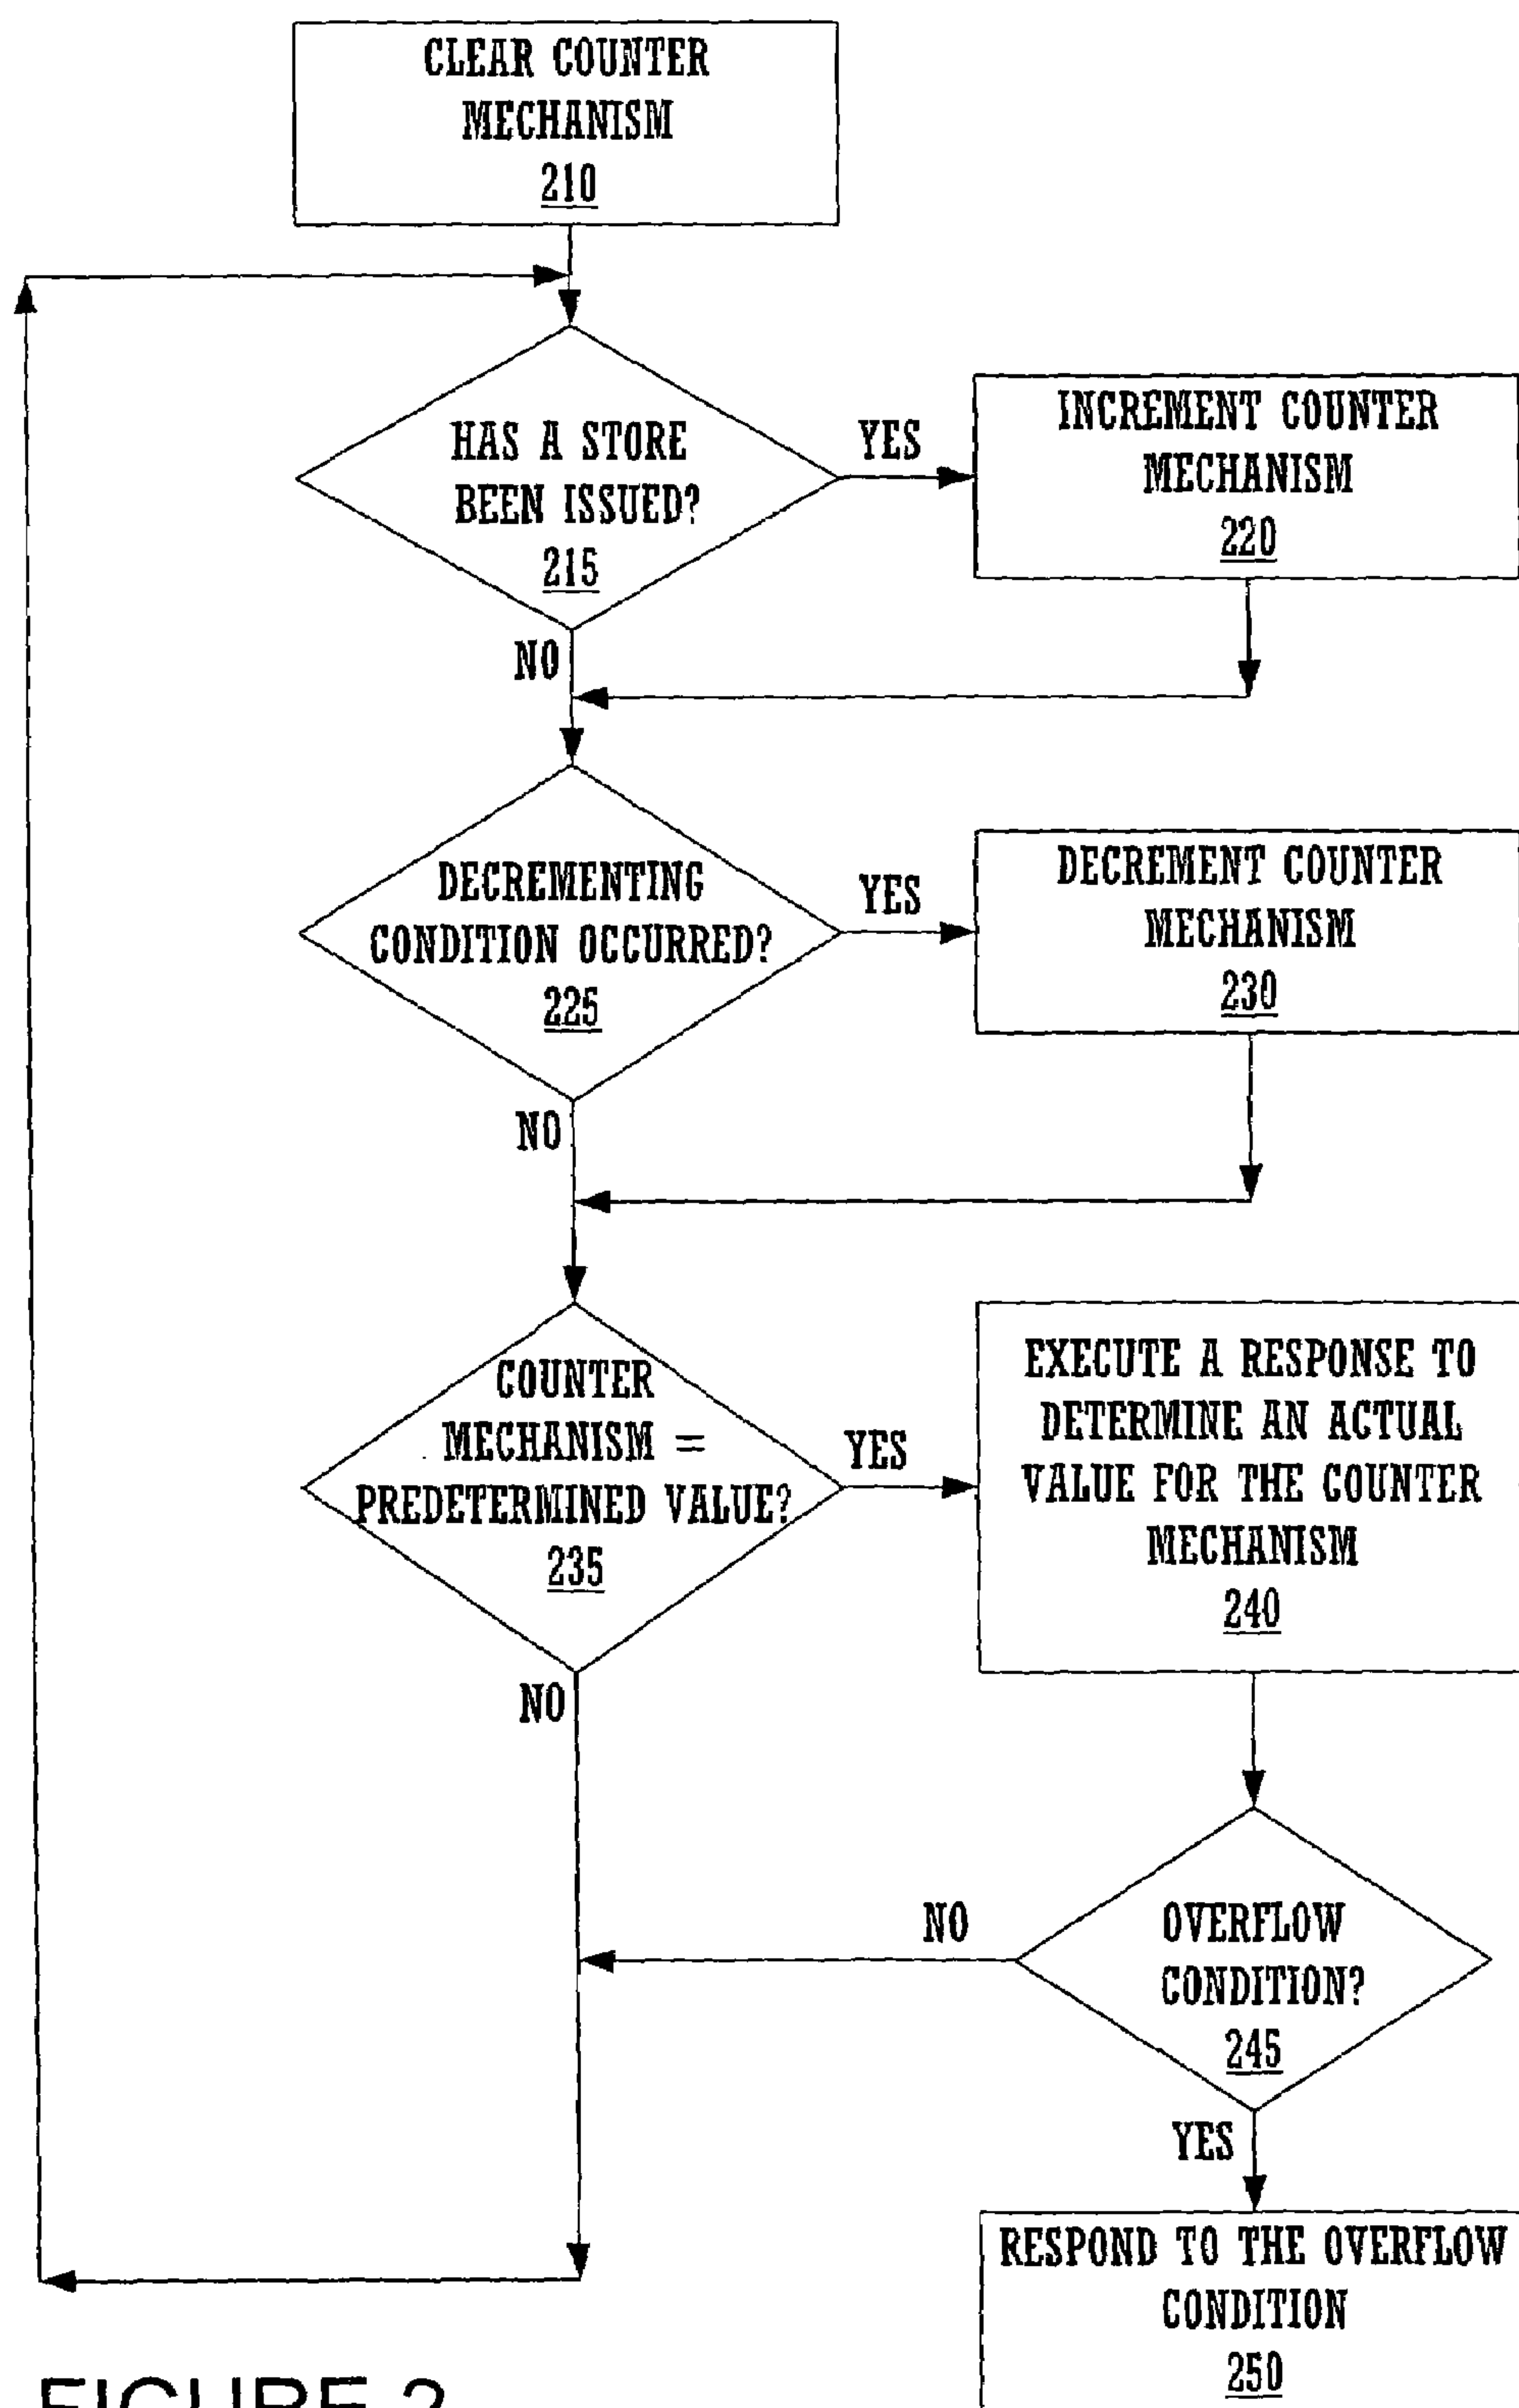 CLEAR COUNTER
MECHANISM
210
HAS A STORE
BEEN ISSUED?
215
YES
INCREMENT COUNTER
MECHANISM
220
NO
DECREMENTING
CONDITION OCCURRED?
225
YES
DECREMENT COUNTER
MECHANISM
230
NO
COUNTER
MECHANISM =
PREDETERMINED VALUE?
235
YES
EXECUTE A RESPONSE TO
DETERMINE AN ACTUAL
VALUE FOR THE COUNTER
MECHANISM
240
NO
OVERFLOW
CONDITION?
245
NO
YES
RESPOND TO THE OVERFLOW
CONDITION
250
FIGURE 2